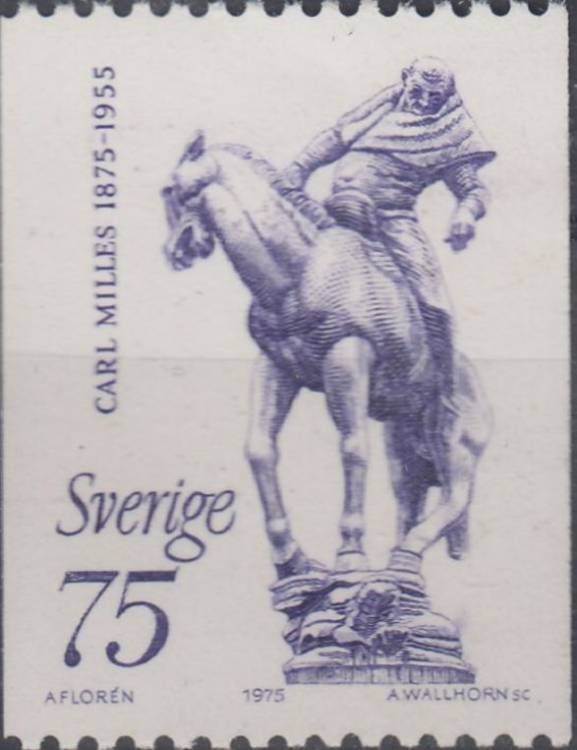 CARL MILLES 1875-1955
Sverige
75
A FLORÉN 1975 A.WALLHORN SC